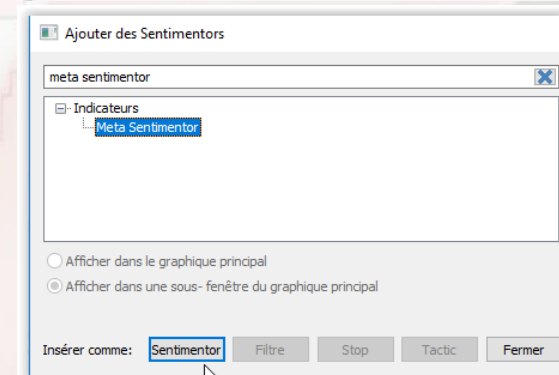 Ajouter des Sentimentors
meta sentimentor
Indicateurs
Meta Sentimentor
Afficher dans le graphique principal
Afficher dans une sous- fenêtre du graphique principal
Insérer comme: Sentimentor Filtre Stop Tactic Fermer